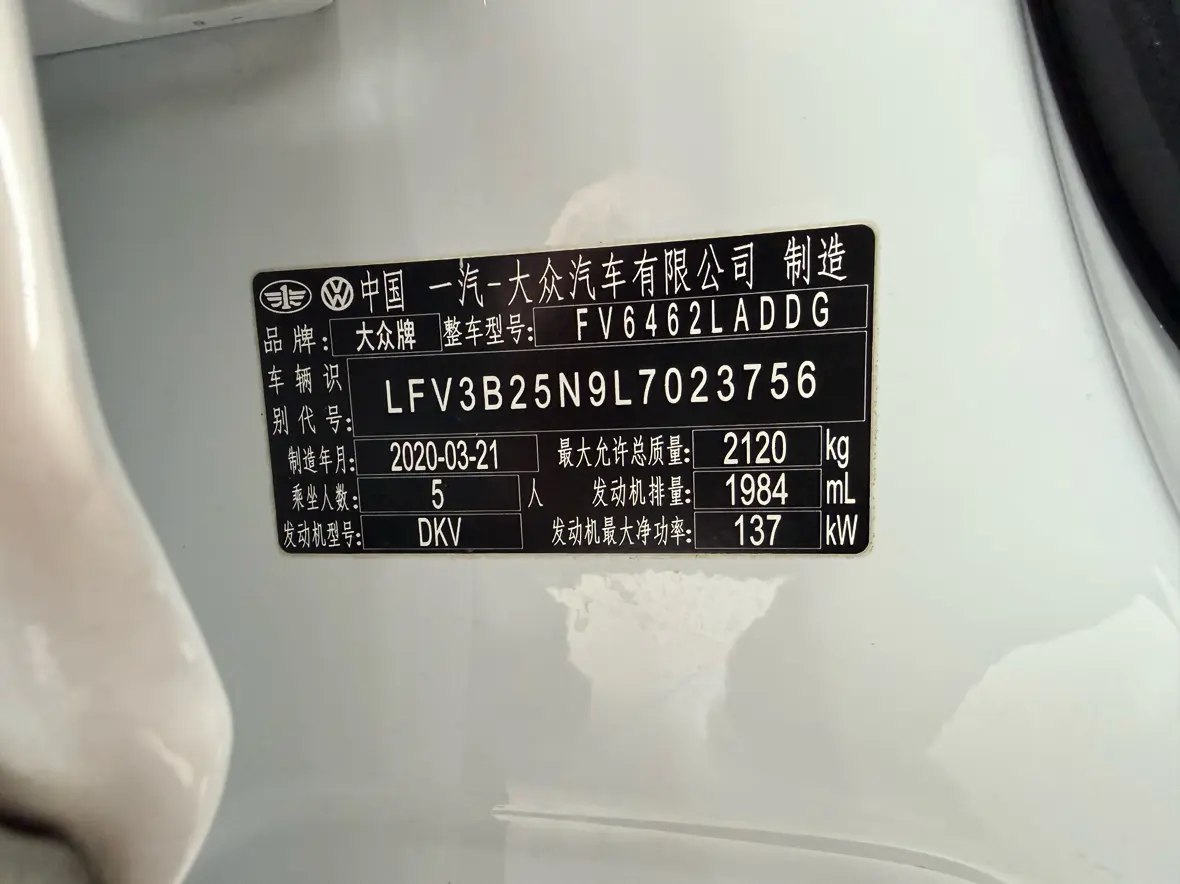 中国 一汽-大众汽车有限公司 制造
品牌: 大众牌 整车型号: FV6462LADDG
车辆识别代号: LFV3B25N9L7023756
制造年月: 2020-03-21 最大允许总质量: 2120 kg
乘坐人数: 5 人 发动机排量: 1984 mL
发动机型号: DKV 发动机最大净功率: 137 kW